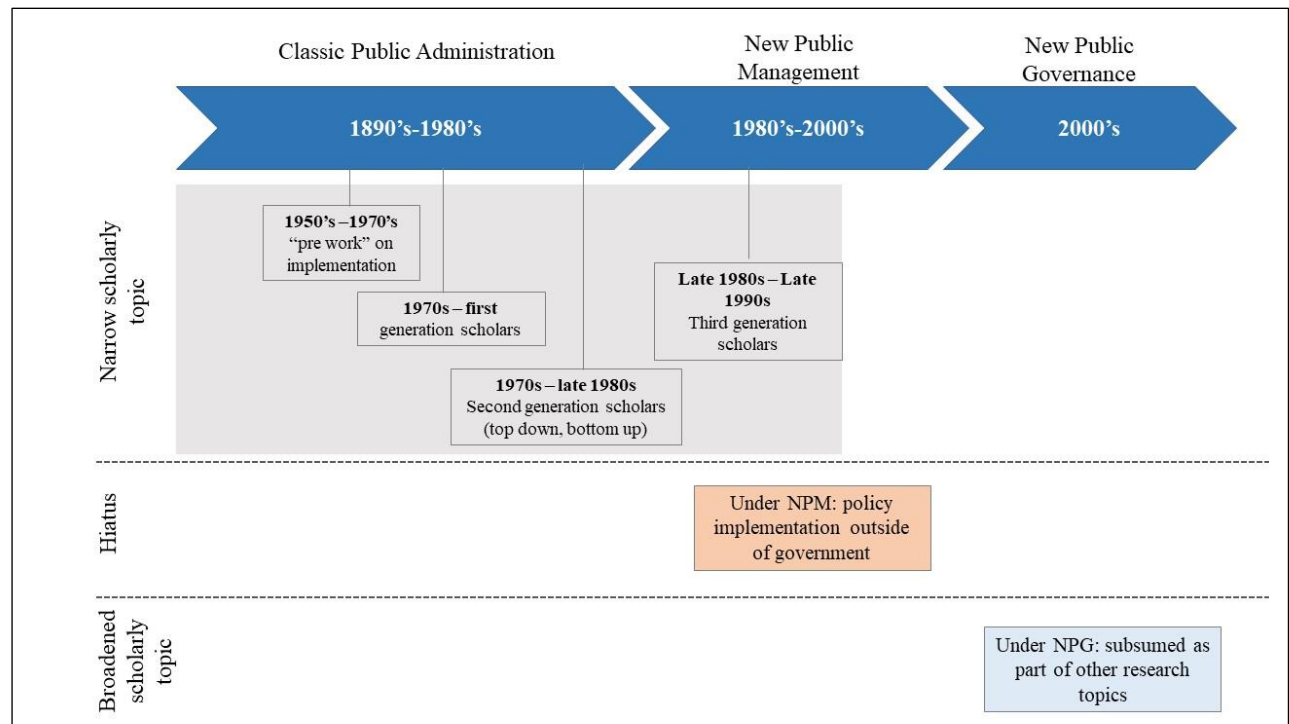 Classic Public Administration
New Public
Management
New Public
Governance
1890’s-1980’s
1980’s-2000’s
2000’s
Narrow scholarly
topic
1950’s – 1970’s
“pre work” on
implementation
1970s – first
generation scholars
1970s – late 1980s
Second generation scholars
(top down, bottom up)
Late 1980s – Late
1990s
Third generation
scholars
Hiatus
Under NPM: policy
implementation outside
of government
Broadened
scholarly
topic
Under NPG: subsumed as
part of other research
topics